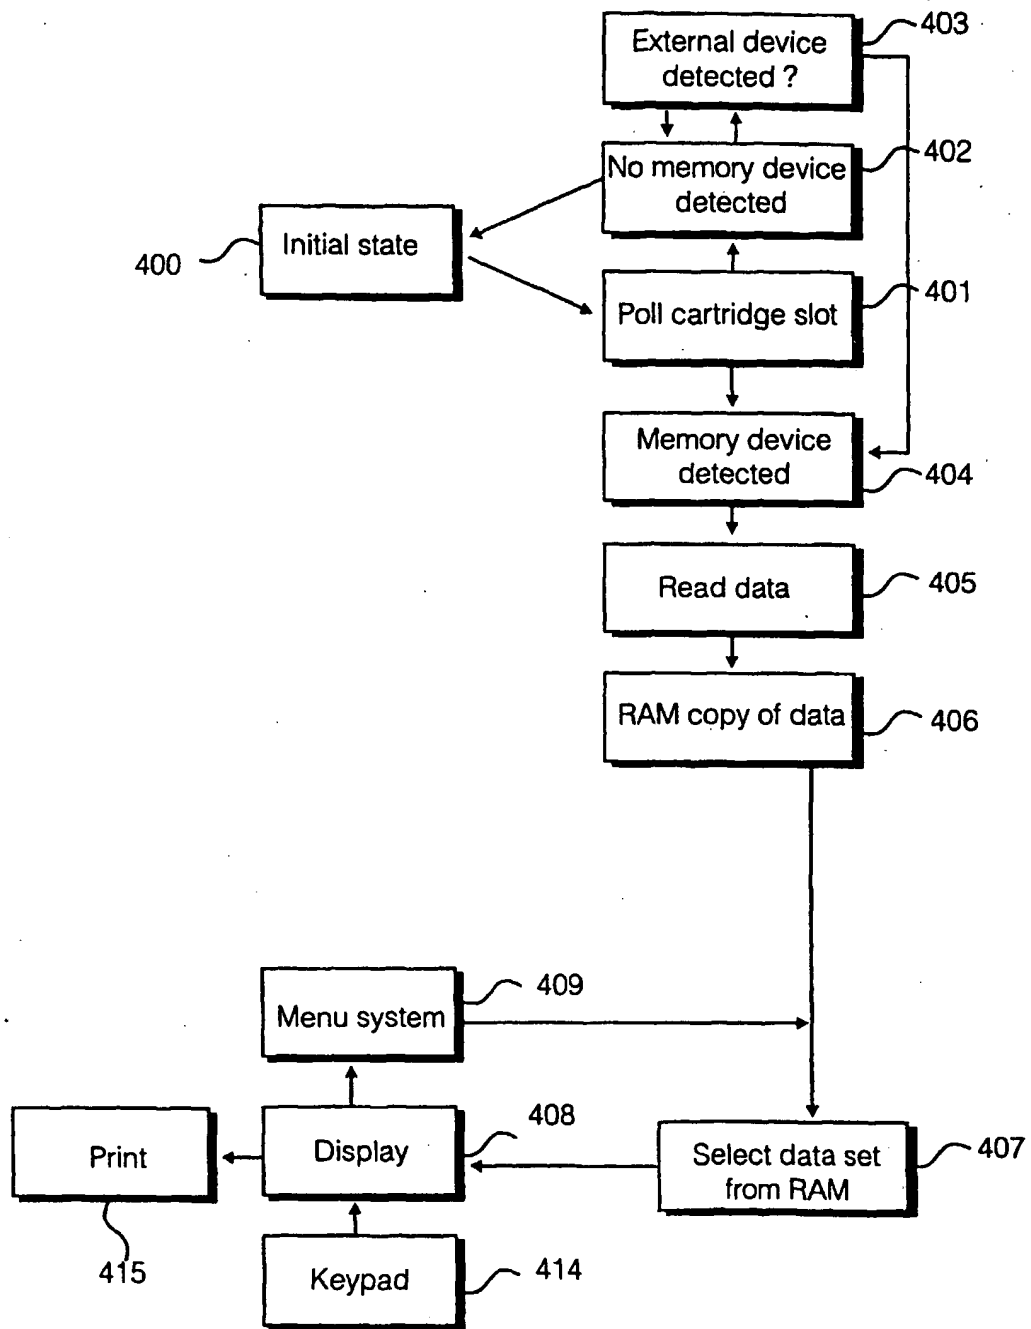 External device
detected ?
403
No memory device
detected
402
Initial state
400
Poll cartridge slot
401
Memory device
detected
404
Read data
405
RAM copy of data
406
Menu system
409
Print
415
Display
408
Select data set
from RAM
407
Keypad
414